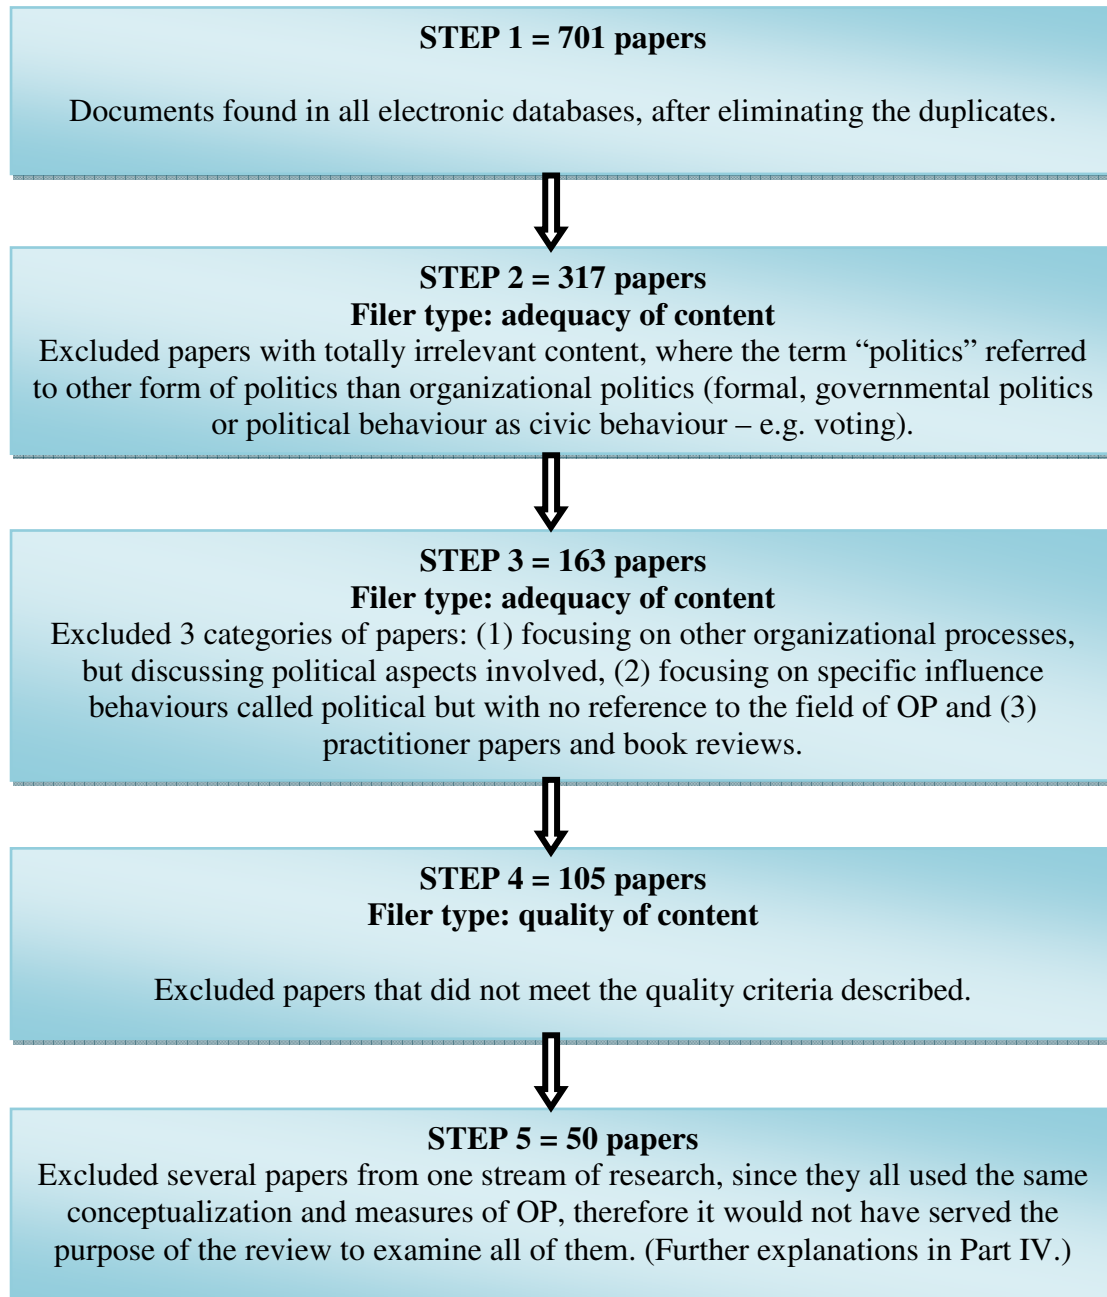 STEP 1 = 701 papers
Documents found in all electronic databases, after eliminating the duplicates.
STEP 2 = 317 papers
Filer type: adequacy of content
Excluded papers with totally irrelevant content, where the term “politics” referred
to other form of politics than organizational politics (formal, governmental politics
or political behaviour as civic behaviour – e.g. voting).
STEP 3 = 163 papers
Filer type: adequacy of content
Excluded 3 categories of papers: (1) focusing on other organizational processes,
but discussing political aspects involved, (2) focusing on specific influence
behaviours called political but with no reference to the field of OP and (3)
practitioner papers and book reviews.
STEP 4 = 105 papers
Filer type: quality of content
Excluded papers that did not meet the quality criteria described.
STEP 5 = 50 papers
Excluded several papers from one stream of research, since they all used the same
conceptualization and measures of OP, therefore it would not have served the
purpose of the review to examine all of them. (Further explanations in Part IV.)